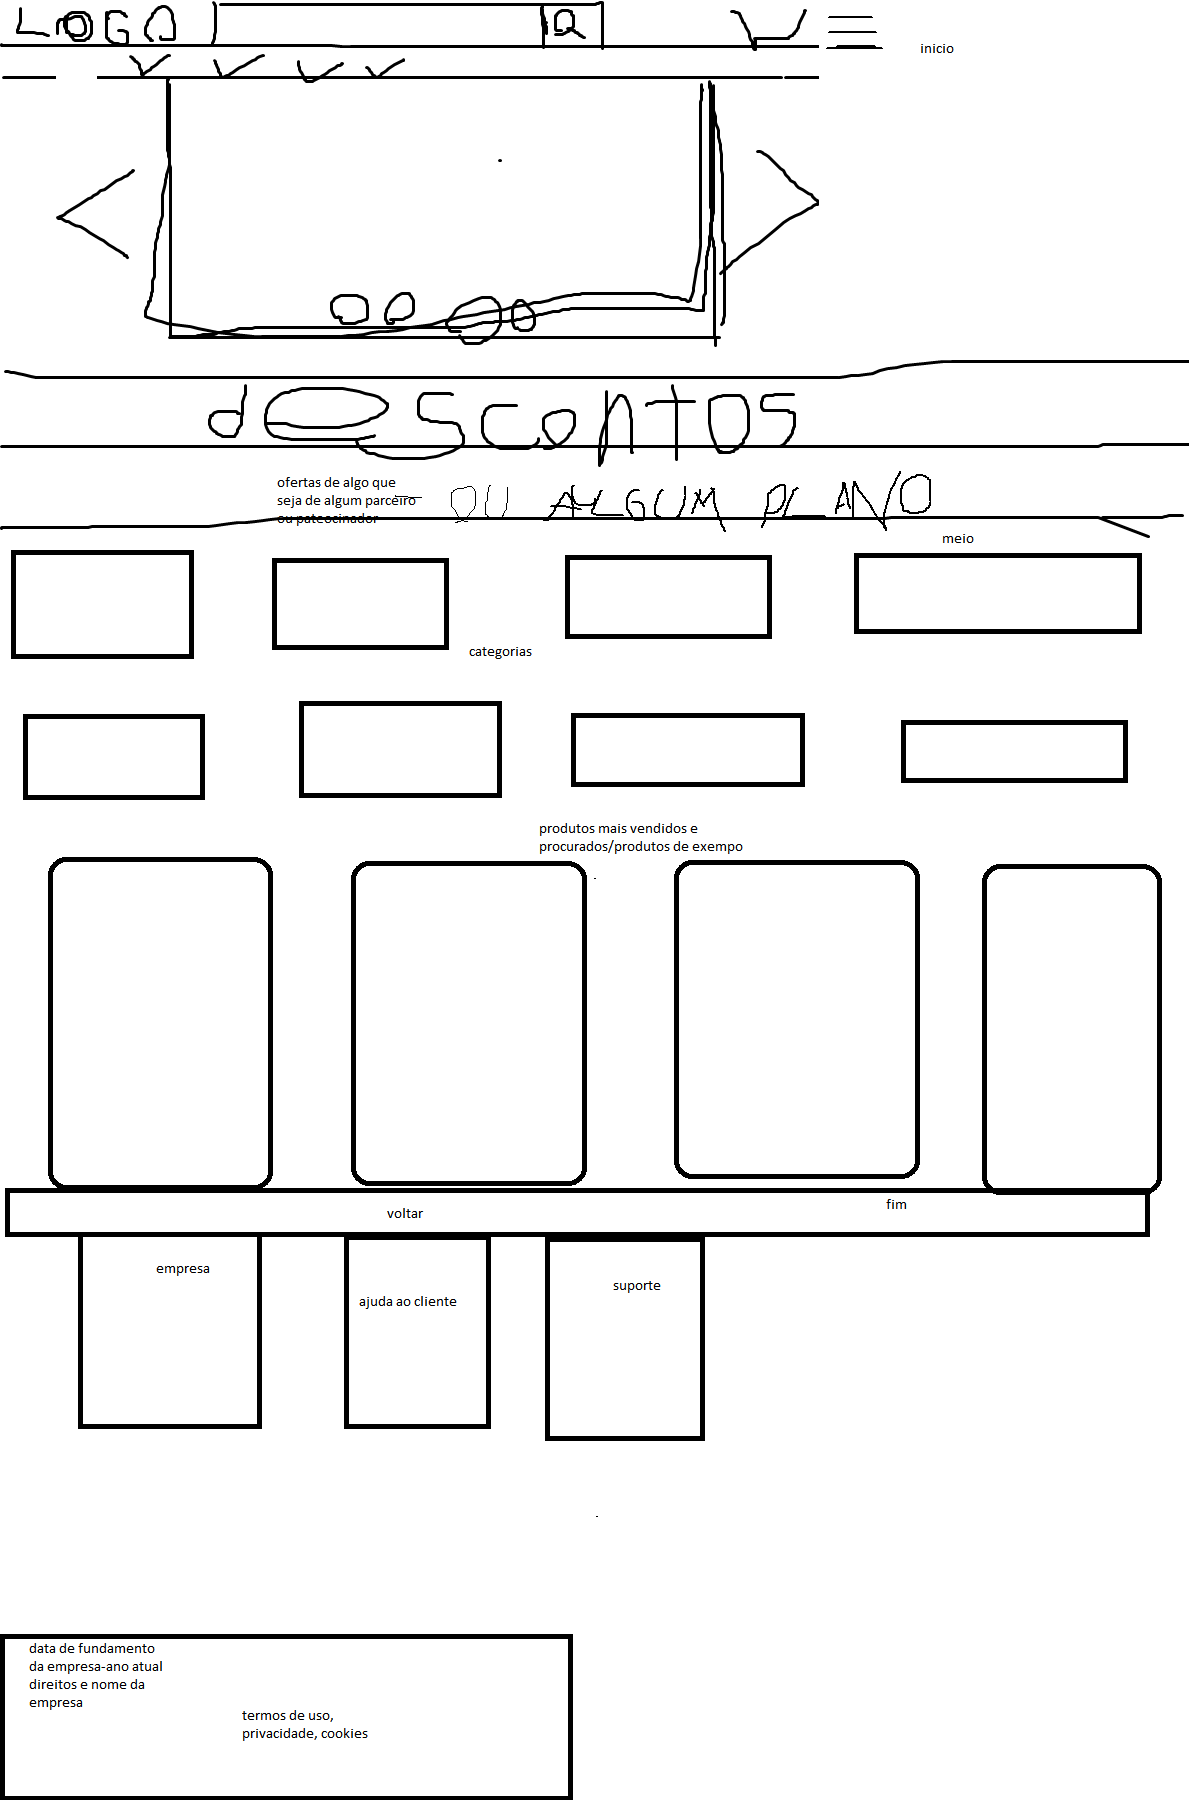 LOGO
inicio
descontos
ofertas de algo que
seja de algum parceiro
ou pateocinador
OU ALGUM PLANO
meio
categorias
produtos mais vendidos e
procurados/produtos de exempo
fim
voltar
empresa
suporte
ajuda ao cliente
data de fundamento
da empresa-ano atual
direitos e nome da
empresa
termos de uso,
privacidade, cookies